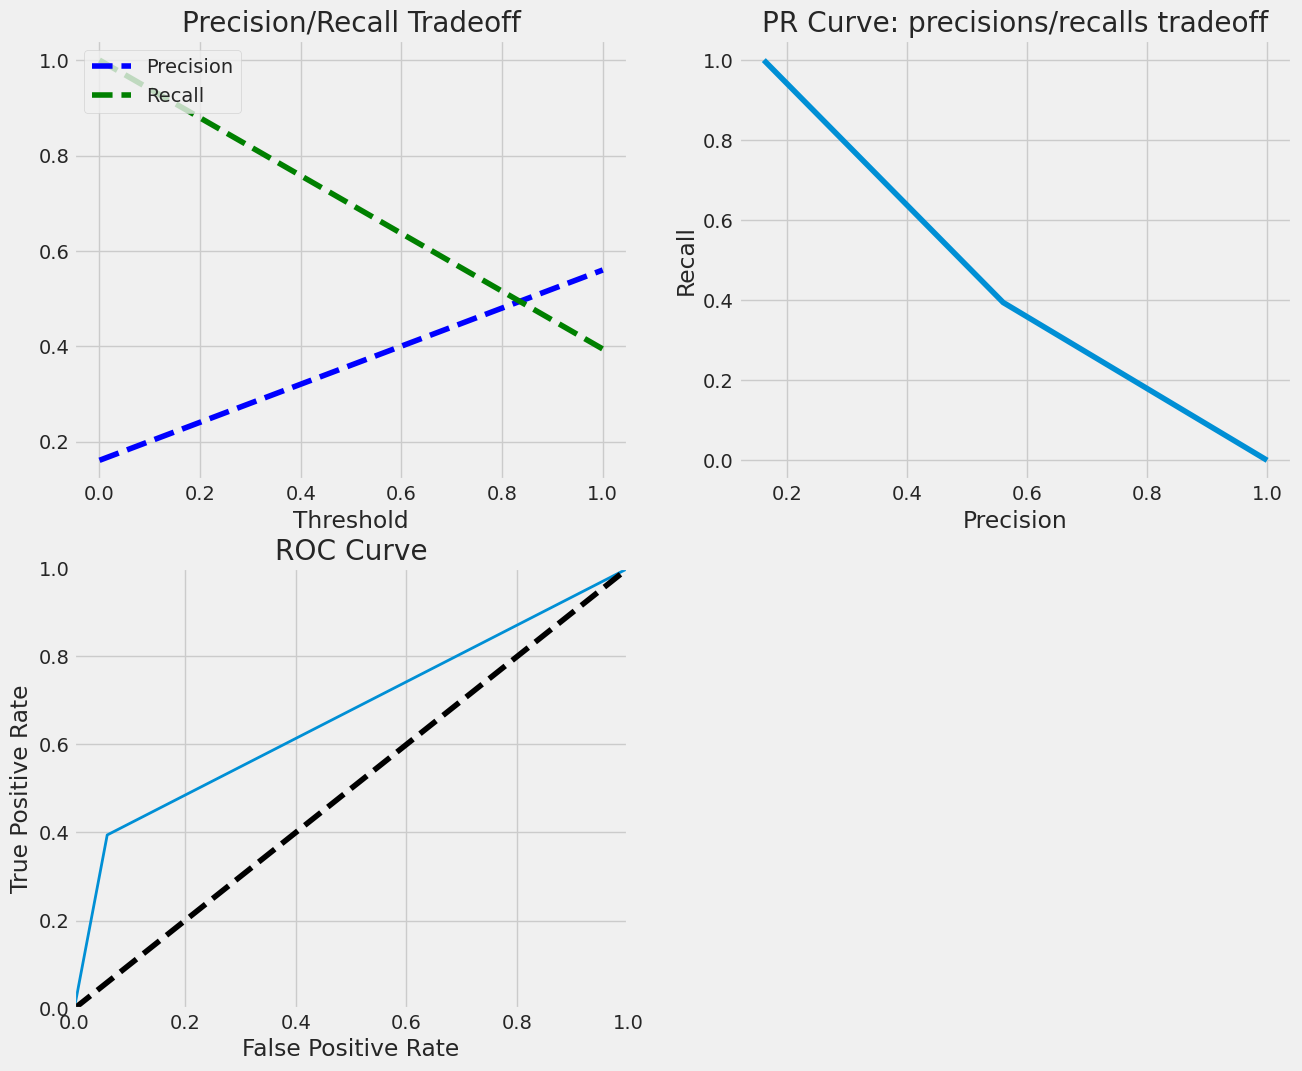 Precision/Recall Tradeoff
1.0
0.8
0.6
0.4
0.2
Precision
Recall
0.0 0.2 0.4 0.6 0.8 1.0
Threshold
PR Curve: precisions/recalls tradeoff
1.0
0.8
0.6
0.4
0.2
0.0
Recall
0.2 0.4 0.6 0.8 1.0
Precision
ROC Curve
1.0
0.8
0.6
0.4
0.2
0.0
True Positive Rate
0.0 0.2 0.4 0.6 0.8 1.0
False Positive Rate